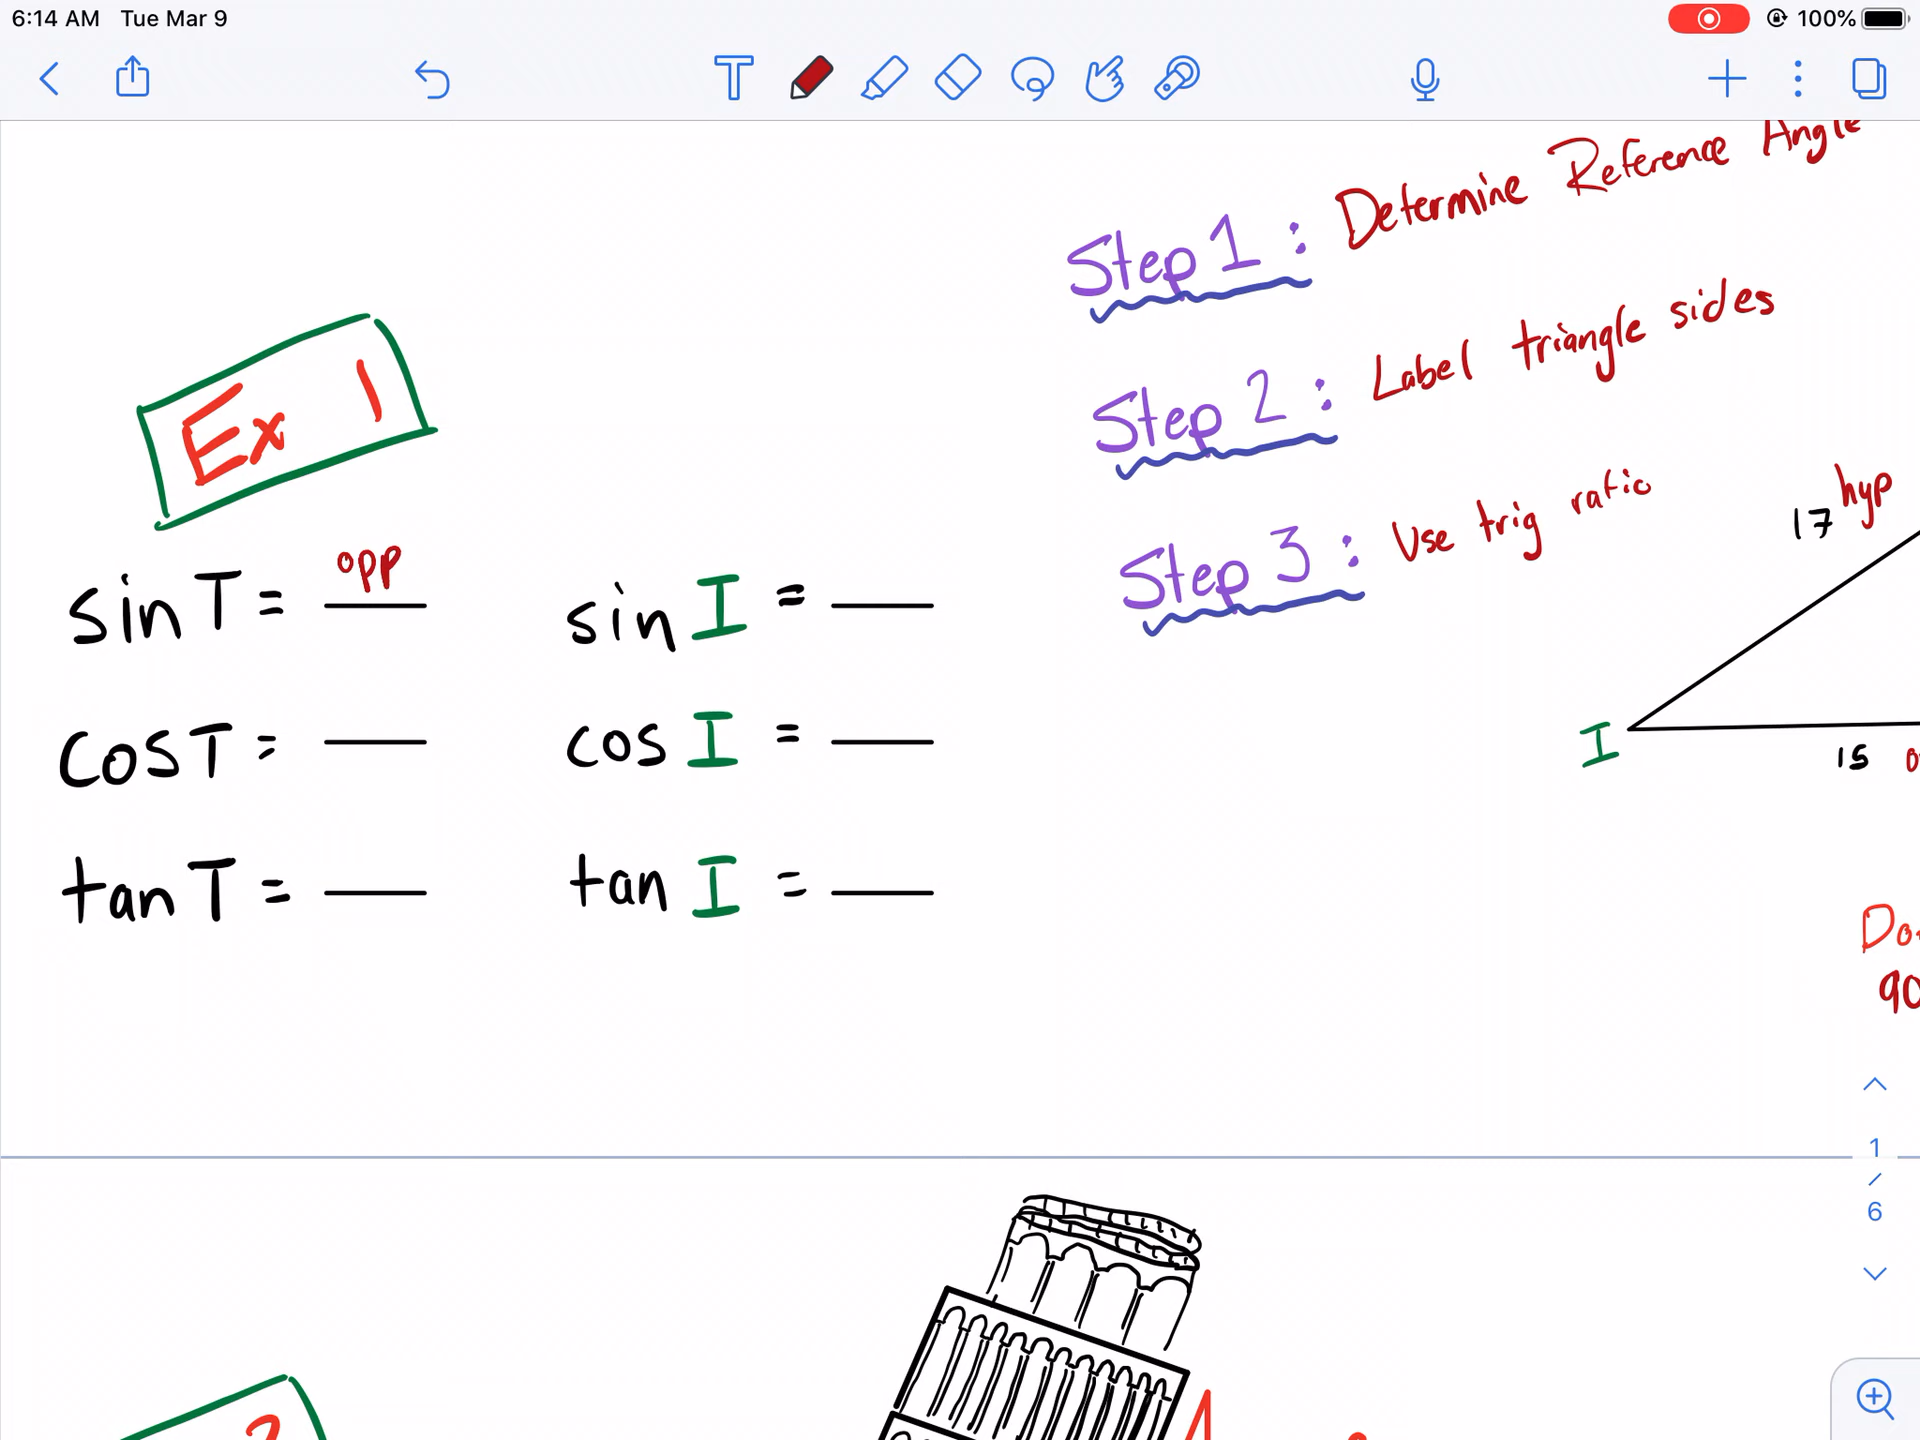 6:14 AM Tue Mar 9
100%
Step 1 : Determine Reference Angle
Step 2 : Label triangle sides
Step 3 : Use trig ratio
Ex 1
sin T = opp
sin I =
cos T =
cos I =
tan T =
tan I =
17 hyp
I
15
90
1
/
6